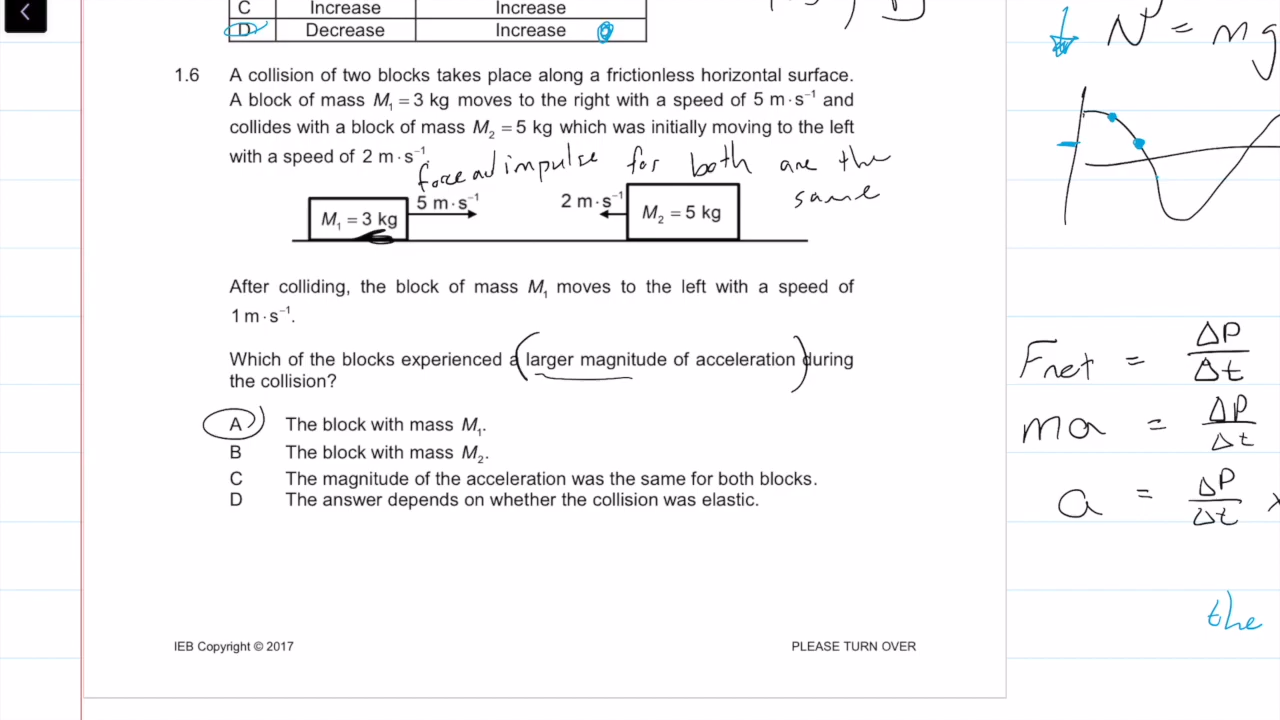 C Increase Increase
D Decrease Increase
N = mg
1.6 A collision of two blocks takes place along a frictionless horizontal surface.
A block of mass M₁ = 3 kg moves to the right with a speed of 5 m·s⁻¹ and
collides with a block of mass M₂ = 5 kg which was initially moving to the left
with a speed of 2 m·s⁻¹.
force ad impulse for both are the
same
5 m·s⁻¹ 2 m·s⁻¹
M₁ = 3 kg M₂ = 5 kg
After colliding, the block of mass M₁ moves to the left with a speed of
1 m·s⁻¹.
Which of the blocks experienced a (larger magnitude of acceleration) during
the collision?
A The block with mass M₁.
B The block with mass M₂.
C The magnitude of the acceleration was the same for both blocks.
D The answer depends on whether the collision was elastic.
Fnet = ΔP/Δt
ma = ΔP/Δt
a = ΔP/Δt ×
the
IEB Copyright © 2017 PLEASE TURN OVER